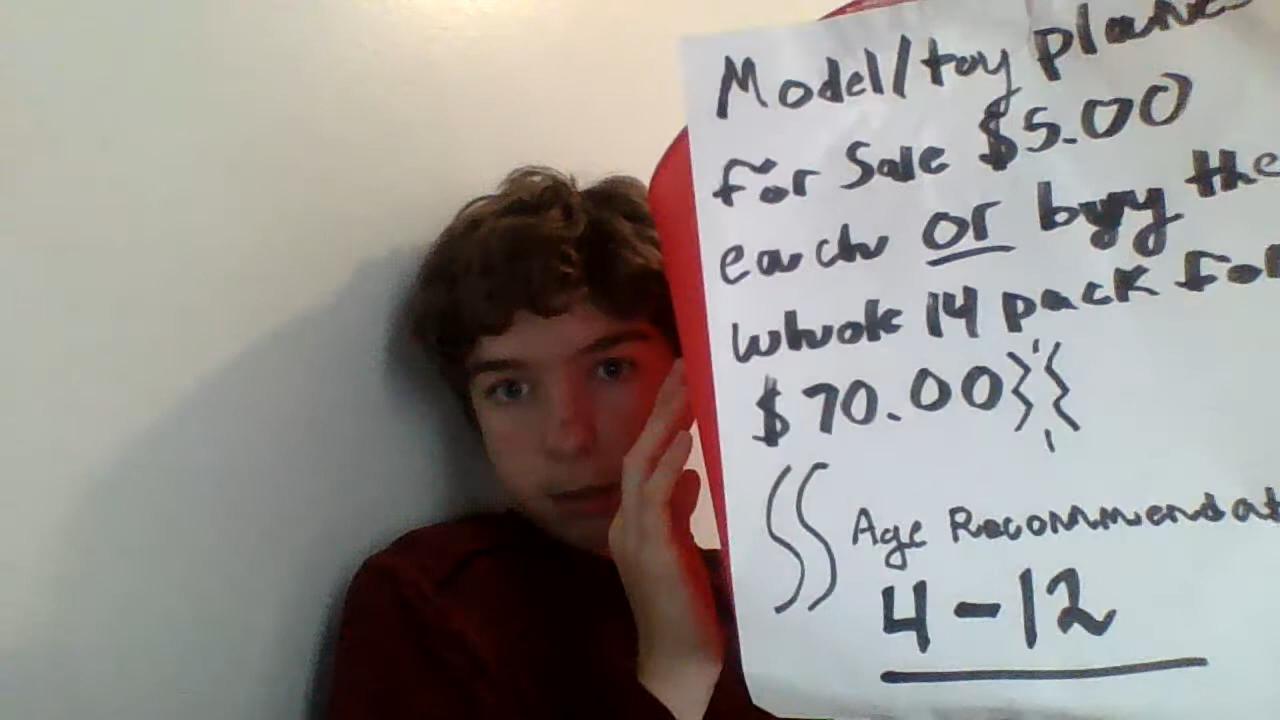 Model/toy plane
for Sale $5.00
each or buy the
whole 14 pack for
$70.00
Age Recommendat
4-12